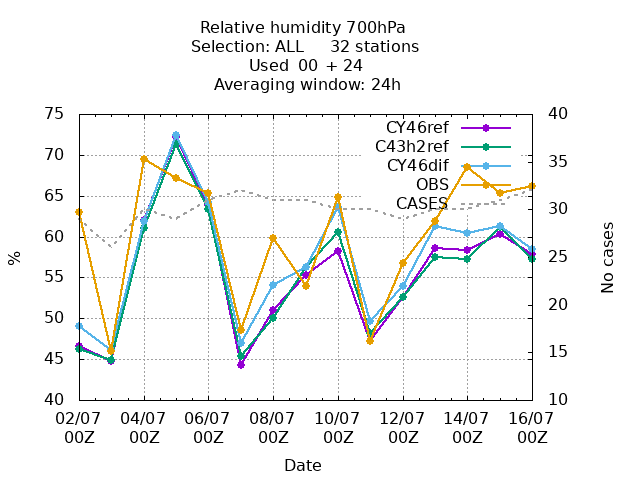 Relative humidity 700hPa
Selection: ALL 32 stations
Used 00 + 24
Averaging window: 24h
75
70
65
60
55
50
45
40
40
35
30
25
20
15
10
CY46ref
C43h2ref
CY46dif
OBS
CASES
%
No cases
02/07 04/07 06/07 08/07 10/07 12/07 14/07 16/07
00Z 00Z 00Z 00Z 00Z 00Z 00Z 00Z
Date